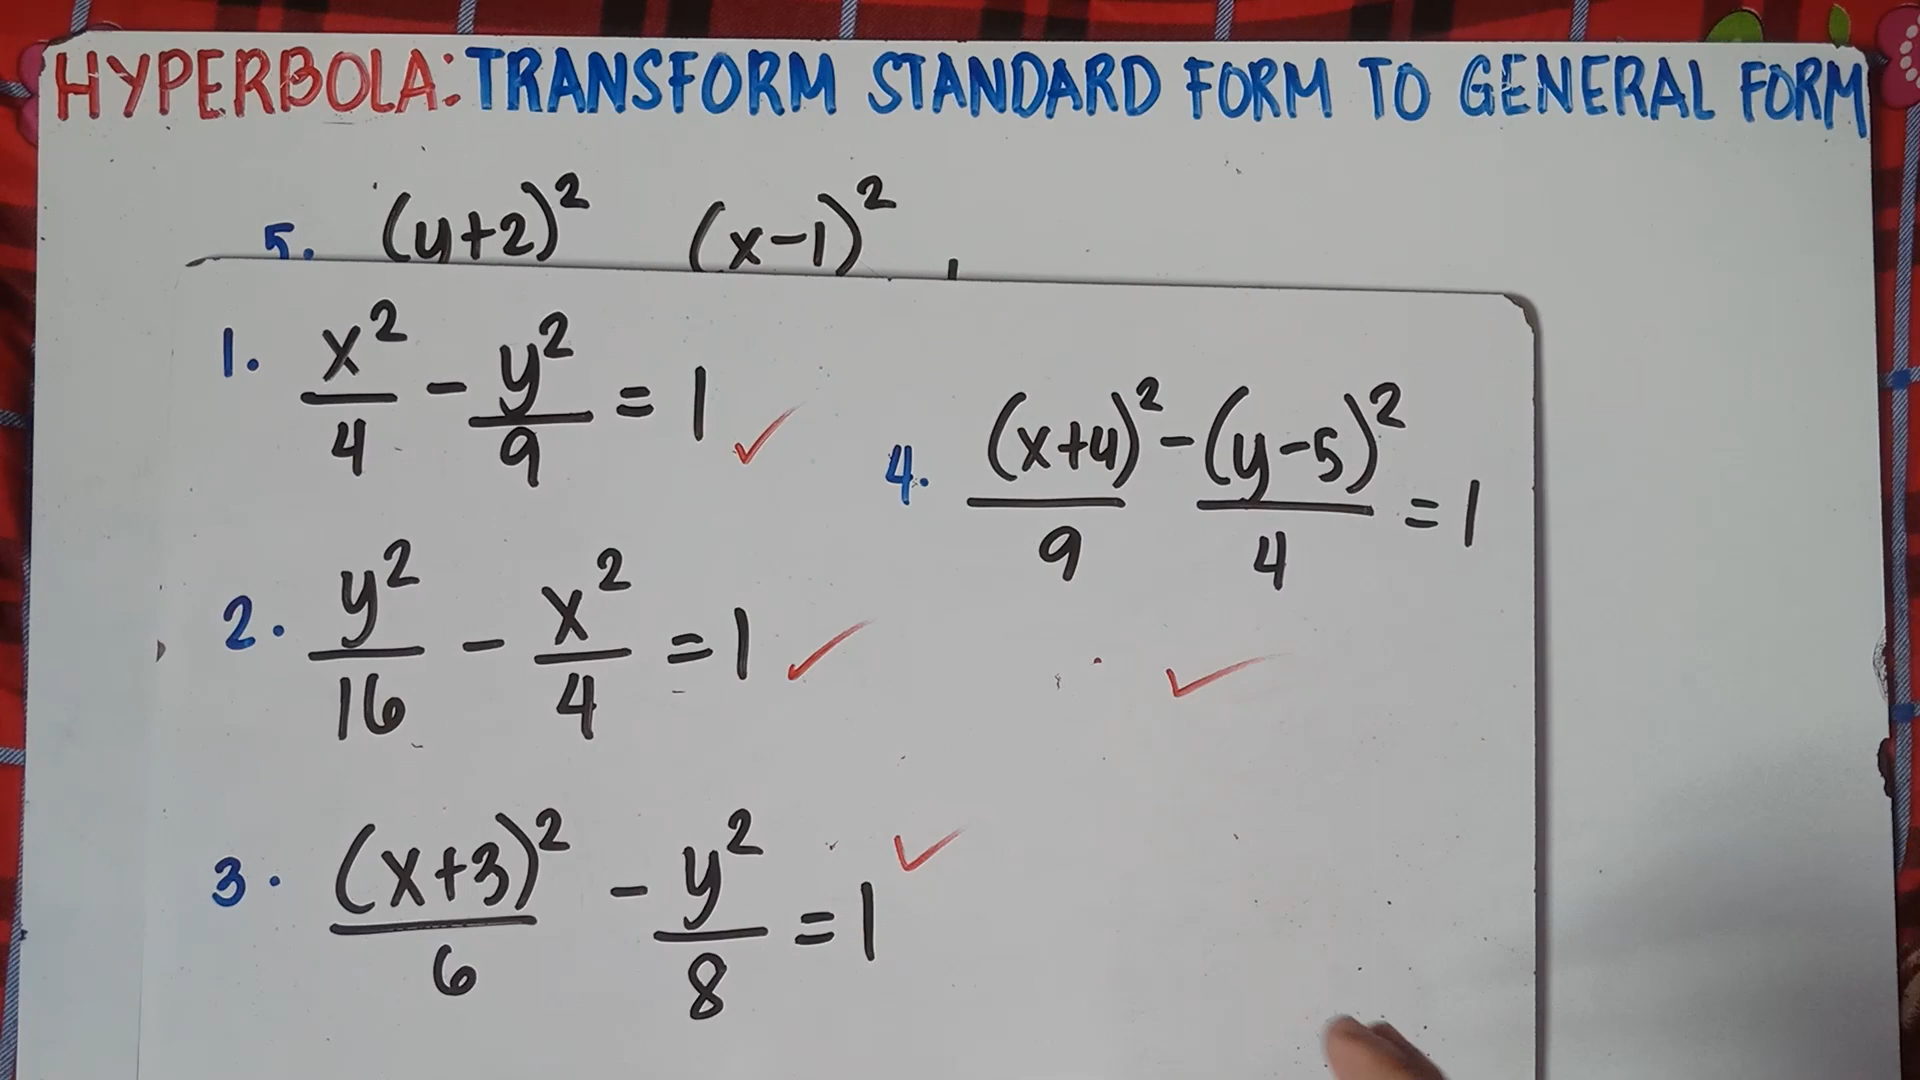 HYPERBOLA: TRANSFORM STANDARD FORM TO GENERAL FORM
5. (y+2)² (x-1)²
1. x²/4 - y²/9 = 1 ✓
2. y²/16 - x²/4 = 1 ✓
3. (x+3)²/6 - y²/8 = 1 ✓
4. (x+4)²/9 - (y-5)²/4 = 1 ✓